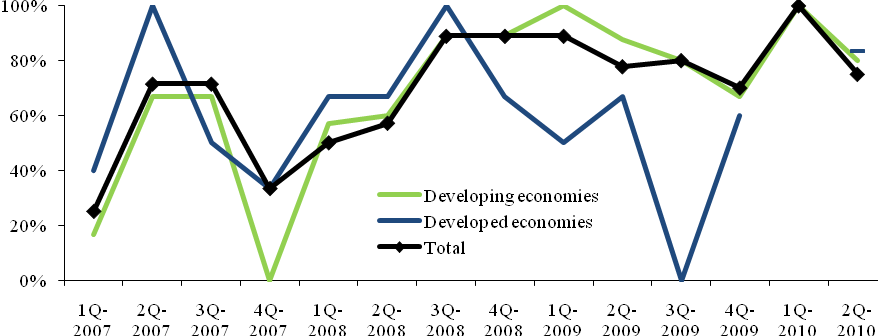 100%
80%
60%
40%
20%
0%
Developing economies
Developed economies
Total
1Q- 2Q- 3Q- 4Q- 1Q- 2Q- 3Q- 4Q- 1Q- 2Q- 3Q- 4Q- 1Q- 2Q-
2007 2007 2007 2007 2008 2008 2008 2008 2009 2009 2009 2009 2010 2010